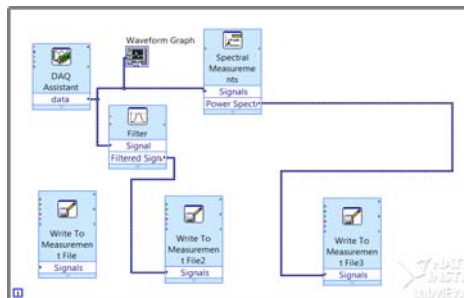 Waveform Graph
DAQ
Assistant
data
Spectral
Measureme
nts
Signals
Power Spectr
Filter
Signal
Filtered Sign
Write To
Measuremen
t File
Signals
Write To
Measuremen
t File2
Signals
Write To
Measuremen
t File3
Signals
i